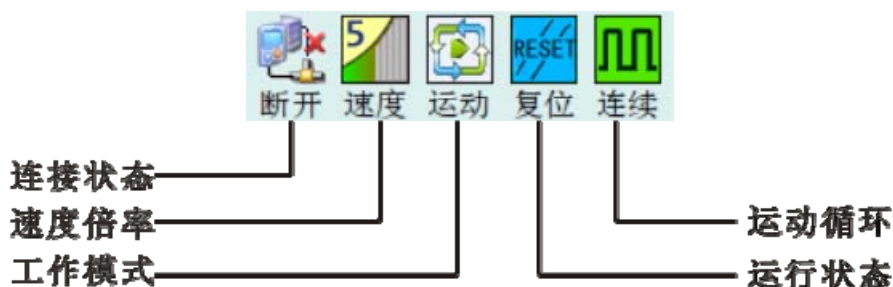 5
RESET
断开 速度 运动 复位 连续
连接状态
速度倍率 运动循环
工作模式 运行状态